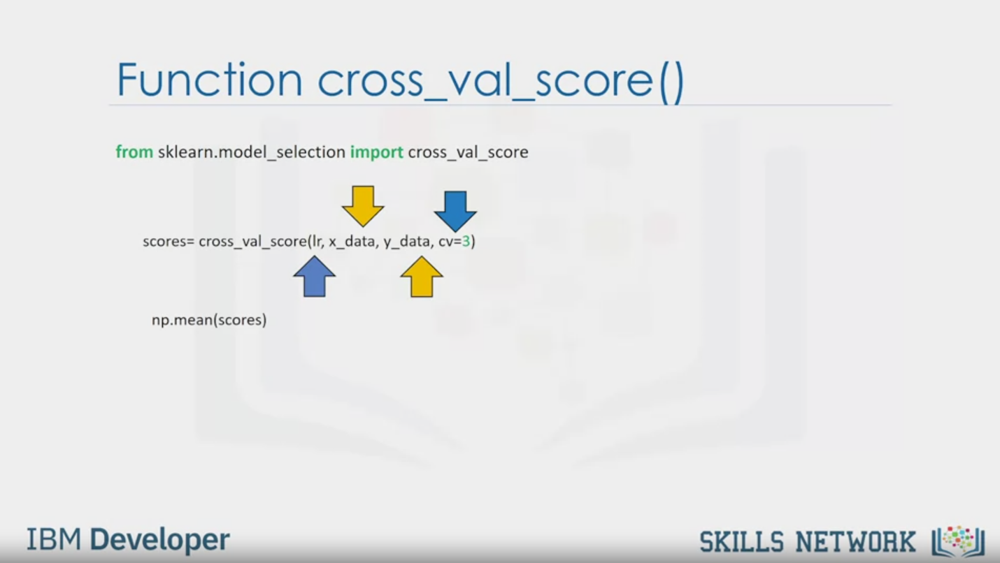 Function cross_val_score()
from sklearn.model_selection import cross_val_score
scores= cross_val_score(lr, x_data, y_data, cv=3)
np.mean(scores)
IBM Developer
SKILLS NETWORK